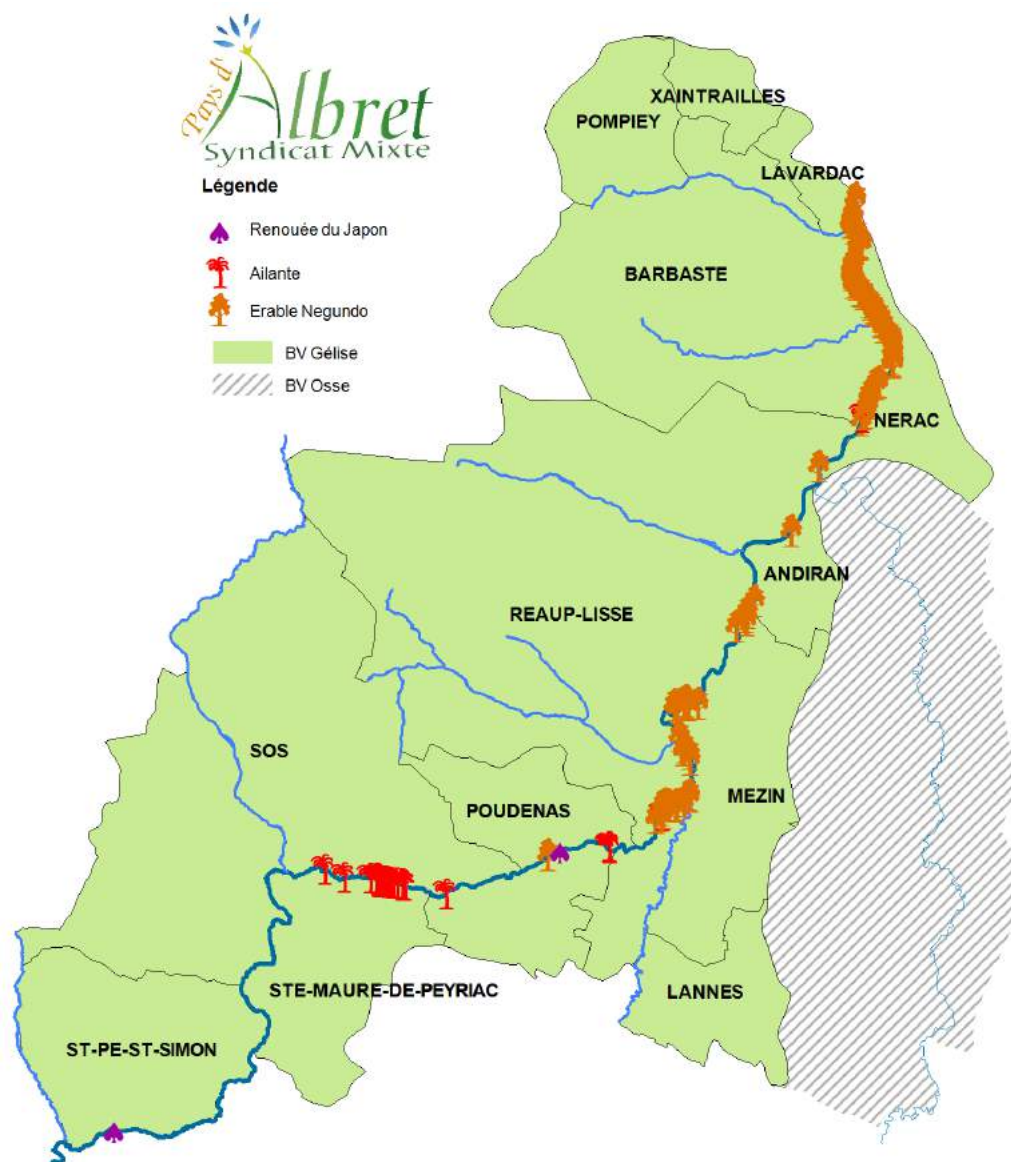 Pays d'
Albret
Syndicat Mixte
Légende
Renouée du Japon
Ailante
Erable Negundo
BV Gélise
BV Osse
XAINTRAILLES
POMPIEY
LAVARDAC
BARBASTE
NERAC
ANDIRAN
REAUP-LISSE
SOS
MEZIN
POUDENAS
STE-MAURE-DE-PEYRIAC
LANNES
ST-PE-ST-SIMON